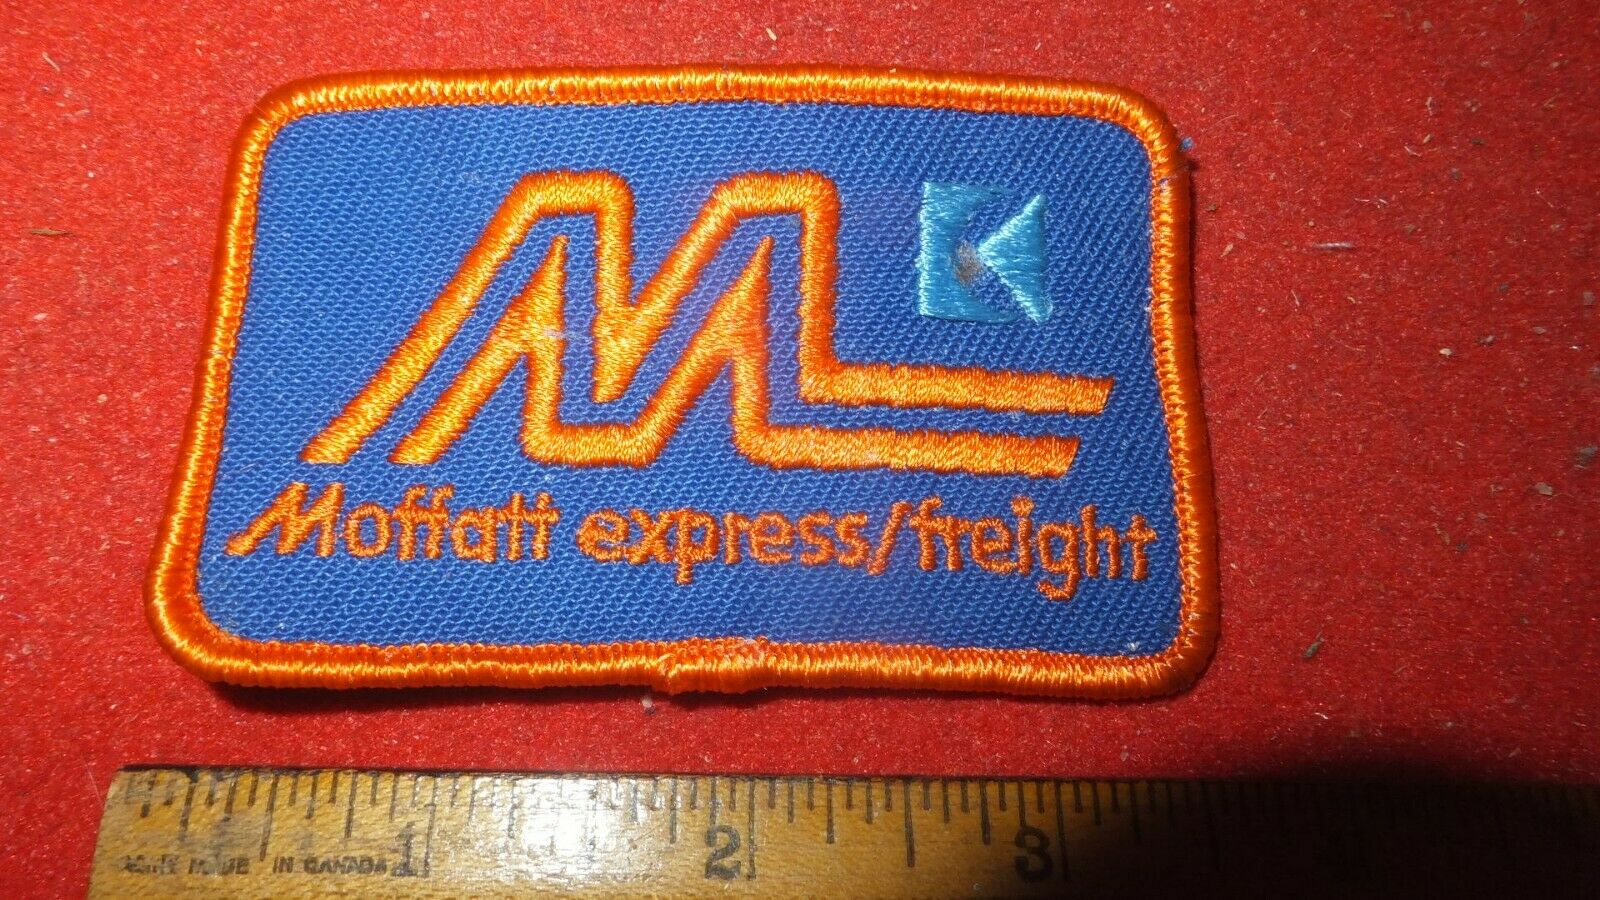 Moffatt express/freight
1 2 3
MADE IN CANADA